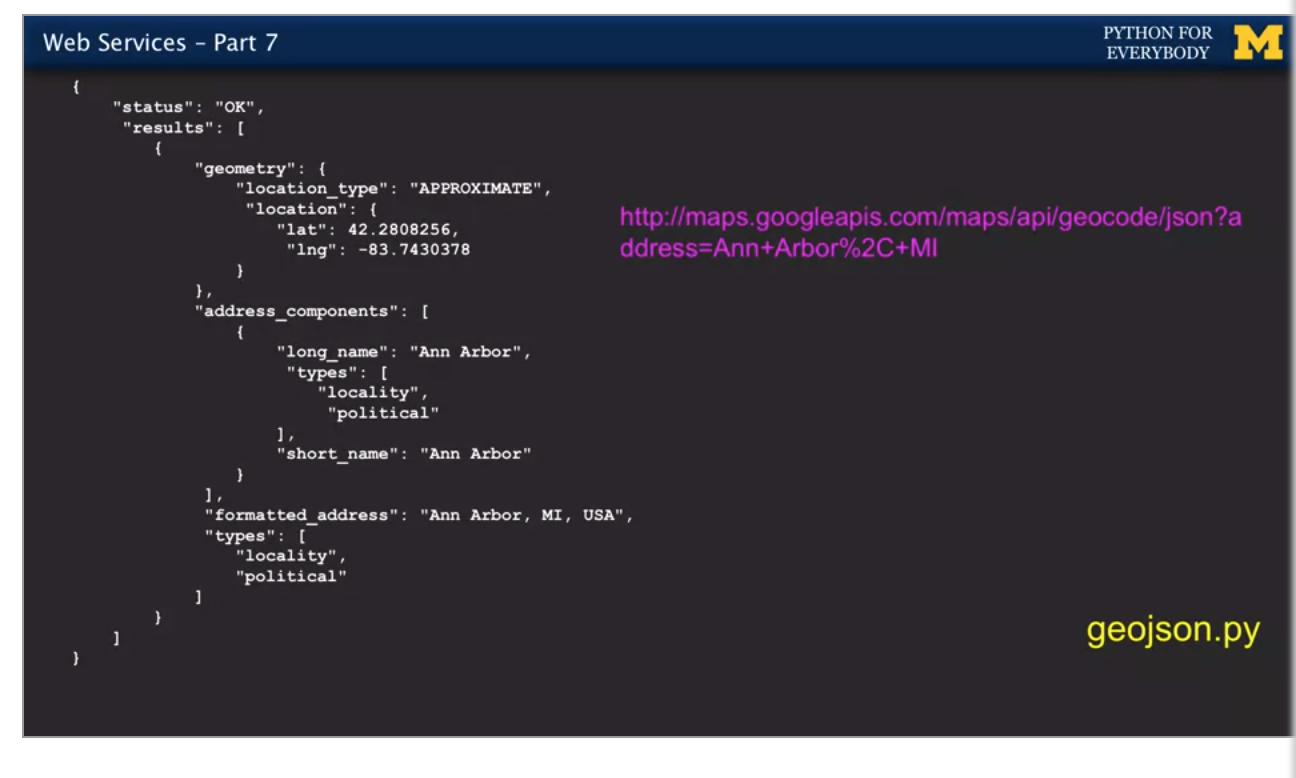 Web Services – Part 7
PYTHON FOR
EVERYBODY
M
{
"status": "OK",
"results": [
{
"geometry": {
"location_type": "APPROXIMATE",
"location": {
"lat": 42.2808256,
"lng": -83.7430378
}
},
"address_components": [
{
"long_name": "Ann Arbor",
"types": [
"locality",
"political"
],
"short_name": "Ann Arbor"
}
],
"formatted_address": "Ann Arbor, MI, USA",
"types": [
"locality",
"political"
]
}
]
}
http://maps.googleapis.com/maps/api/geocode/json?a
ddress=Ann+Arbor%2C+MI
geojson.py